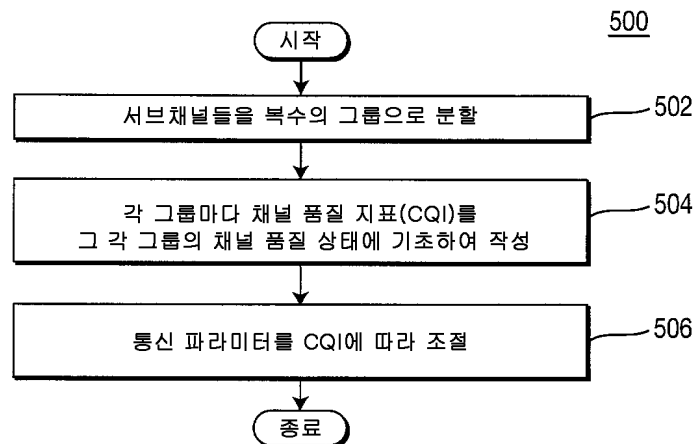 500
시작
서브채널들을 복수의 그룹으로 분할
502
각 그룹마다 채널 품질 지표(CQI)를
그 각 그룹의 채널 품질 상태에 기초하여 작성
504
통신 파라미터를 CQI에 따라 조절
506
종료